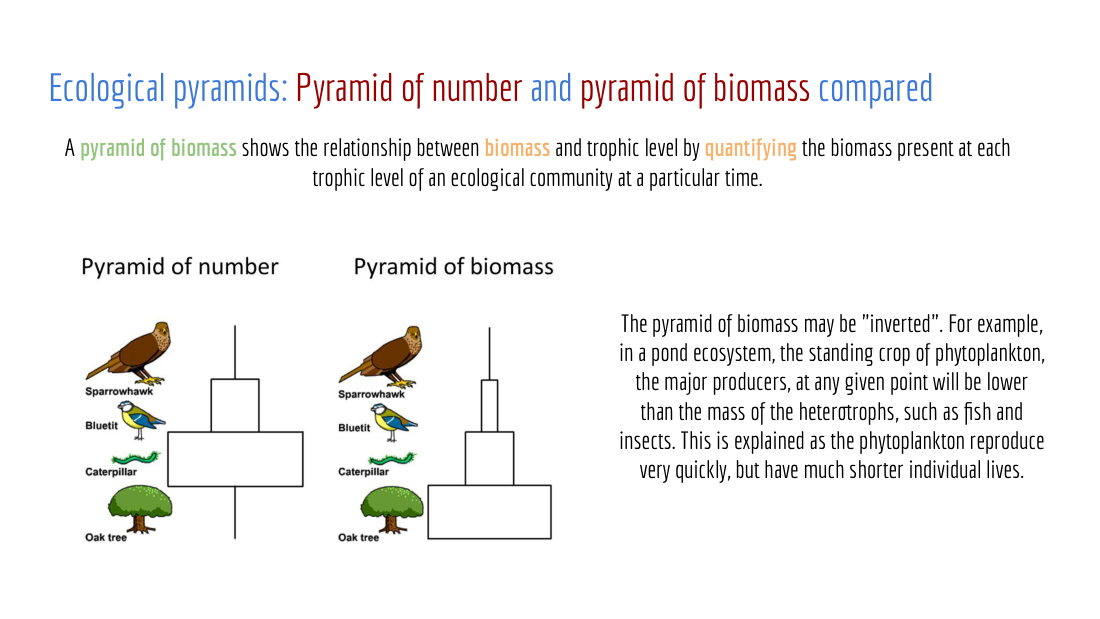 Ecological pyramids: Pyramid of number and pyramid of biomass compared
A pyramid of biomass shows the relationship between biomass and trophic level by quantifying the biomass present at each
trophic level of an ecological community at a particular time.
Pyramid of number
Sparrowhawk
Bluetit
Caterpillar
Oak tree
Pyramid of biomass
Sparrowhawk
Bluetit
Caterpillar
Oak tree
The pyramid of biomass may be "inverted". For example,
in a pond ecosystem, the standing crop of phytoplankton,
the major producers, at any given point will be lower
than the mass of the heterotrophs, such as fish and
insects. This is explained as the phytoplankton reproduce
very quickly, but have much shorter individual lives.